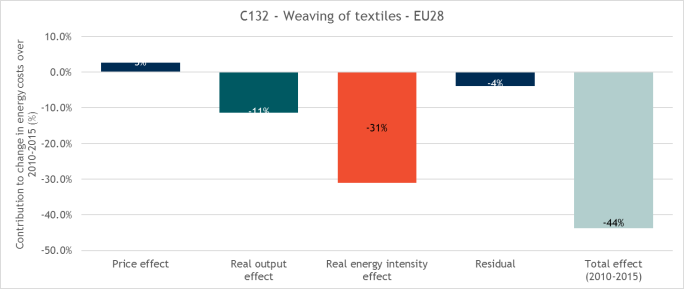 C132 - Weaving of textiles - EU28
Contribution to change in energy costs over
2010-2015 (%)
10.0%
0.0%
-10.0%
-20.0%
-30.0%
-40.0%
-50.0%
3%
-11%
-31%
-4%
-44%
Price effect
Real output
effect
Real energy intensity
effect
Residual
Total effect
(2010-2015)